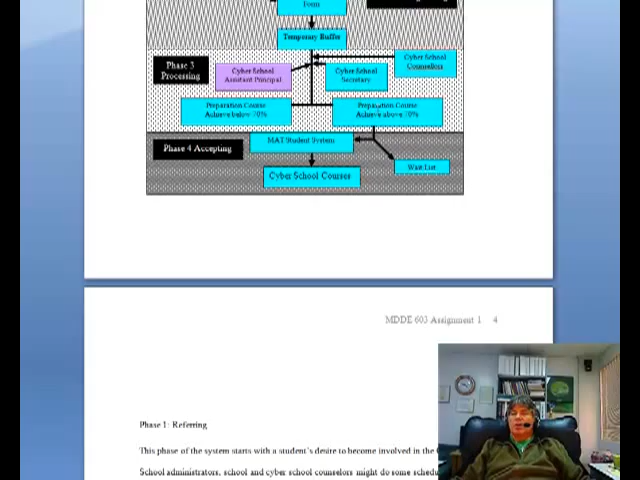 Form
Temporary Buffer
Phase 3
Processing
Cyber School
Assistant Principal
Cyber School
Secretary
Cyber School
Counsellors
Preparation Course
Achieve below 70%
Preparation Course
Achieve above 70%
Phase 4 Accepting
MAT Student System
Wait List
Cyber School Courses
MDDE 603 Assignment 1 4
Phase 1: Referring
This phase of the system starts with a student's desire to become involved in the
School administrators, school and cyber school counselors might do some